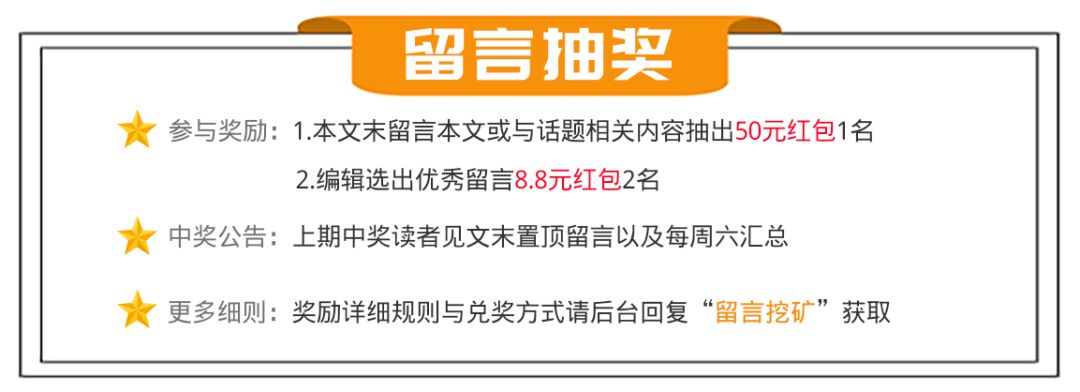 留言抽奖
参与奖励：1.本文末留言本文或与话题相关内容抽出50元红包1名
2.编辑选出优秀留言8.8元红包2名
中奖公告：上期中奖读者见文末置顶留言以及每周六汇总
更多细则：奖励详细规则与兑奖方式请后台回复“留言挖矿”获取